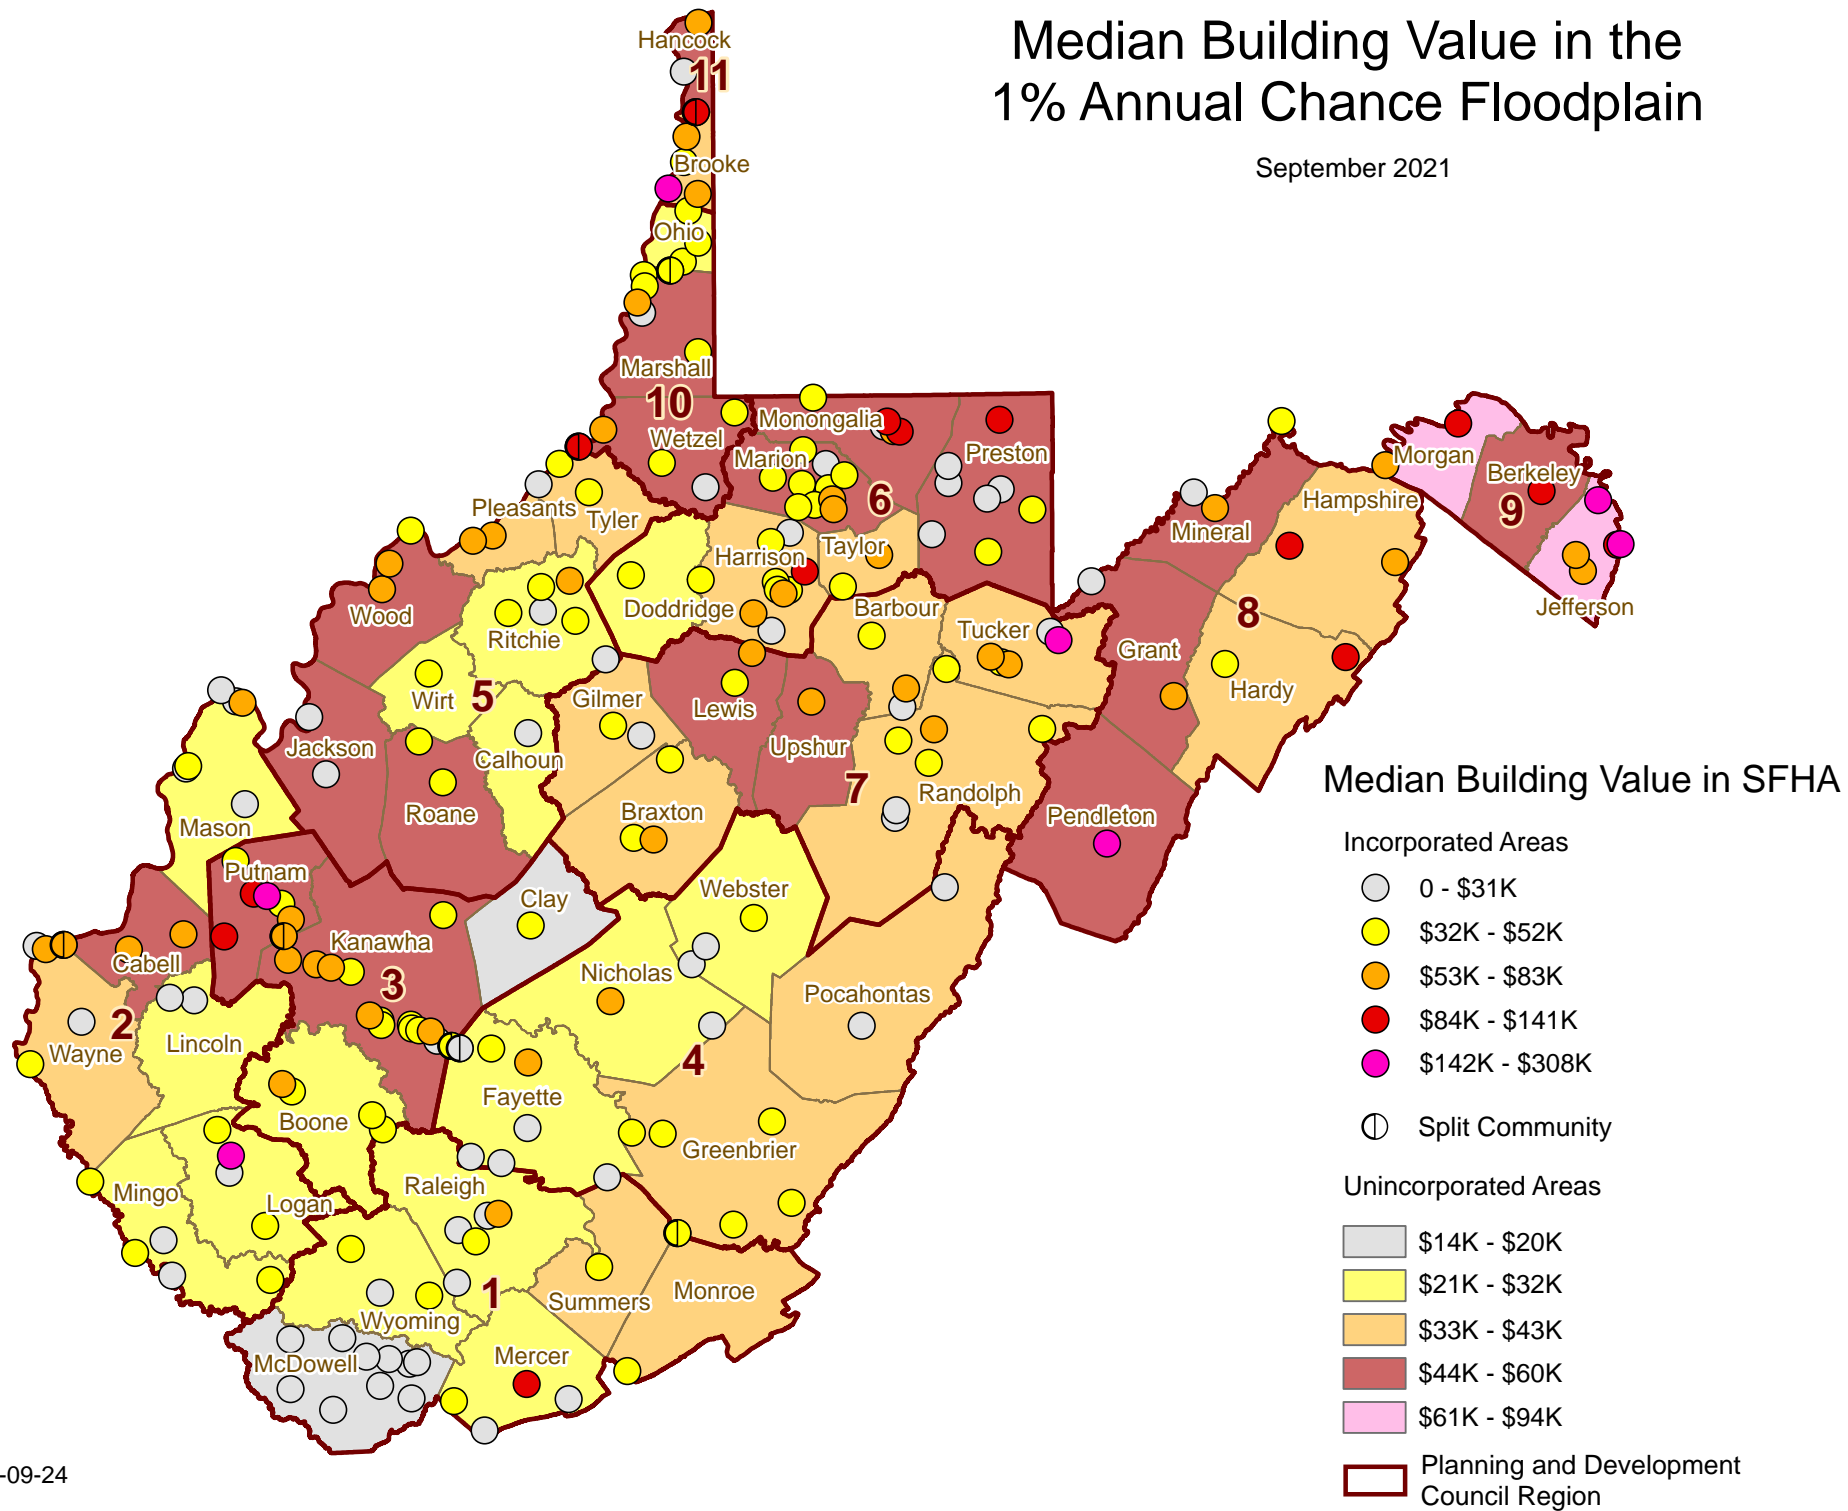 Median Building Value in the
1% Annual Chance Floodplain
September 2021
Hancock
11
Brooke
Ohio
Marshall
10
Wetzel
Monongalia
Preston
Marion
6
Pleasants
Tyler
Harrison
Taylor
Morgan
Berkeley
9
Hampshire
Mineral
Jefferson
8
Wood
Ritchie
Doddridge
Barbour
Tucker
Grant
Hardy
Wirt
5
Gilmer
Lewis
Upshur
Jackson
Calhoun
Roane
7
Randolph
Braxton
Pendleton
Mason
Putnam
Clay
Webster
Kanawha
3
Cabell
Nicholas
Pocahontas
2
Wayne
Lincoln
4
Fayette
Boone
Greenbrier
Mingo
Logan
Raleigh
1
Summers
Monroe
Wyoming
McDowell
Mercer
Median Building Value in SFHA
Incorporated Areas
0 - $31K
$32K - $52K
$53K - $83K
$84K - $141K
$142K - $308K
Split Community
Unincorporated Areas
$14K - $20K
$21K - $32K
$33K - $43K
$44K - $60K
$61K - $94K
Planning and Development
Council Region
-09-24